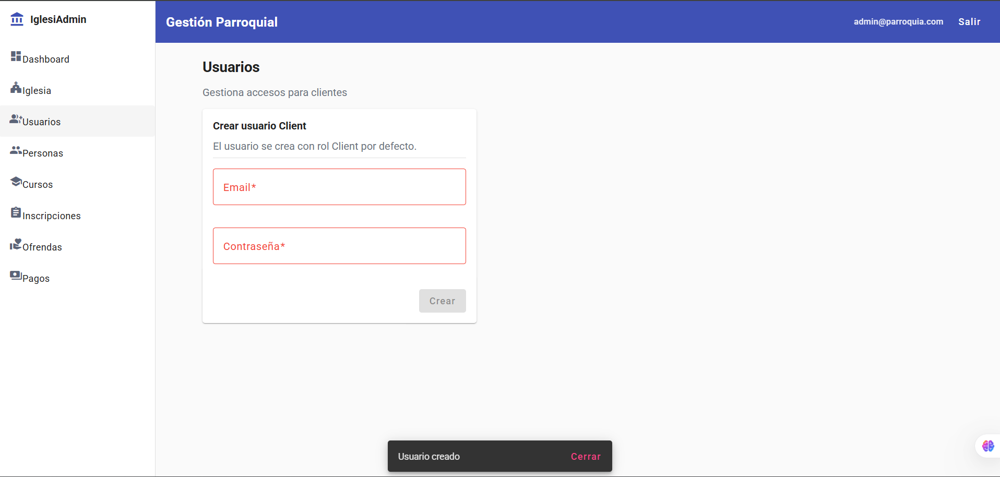 IglesiAdmin
Gestión Parroquial
admin@parroquia.com
Salir
Dashboard
Iglesia
Usuarios
Personas
Cursos
Inscripciones
Ofrendas
Pagos
Usuarios
Gestiona accesos para clientes
Crear usuario Client
El usuario se crea con rol Client por defecto.
Email*
Contraseña*
Crear
Usuario creado
Cerrar